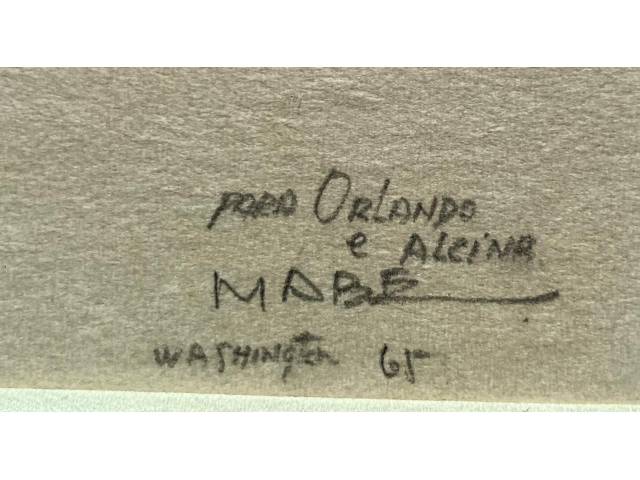 PARA ORLANDO
e ALCINA
MABE
WASHINGTON 65